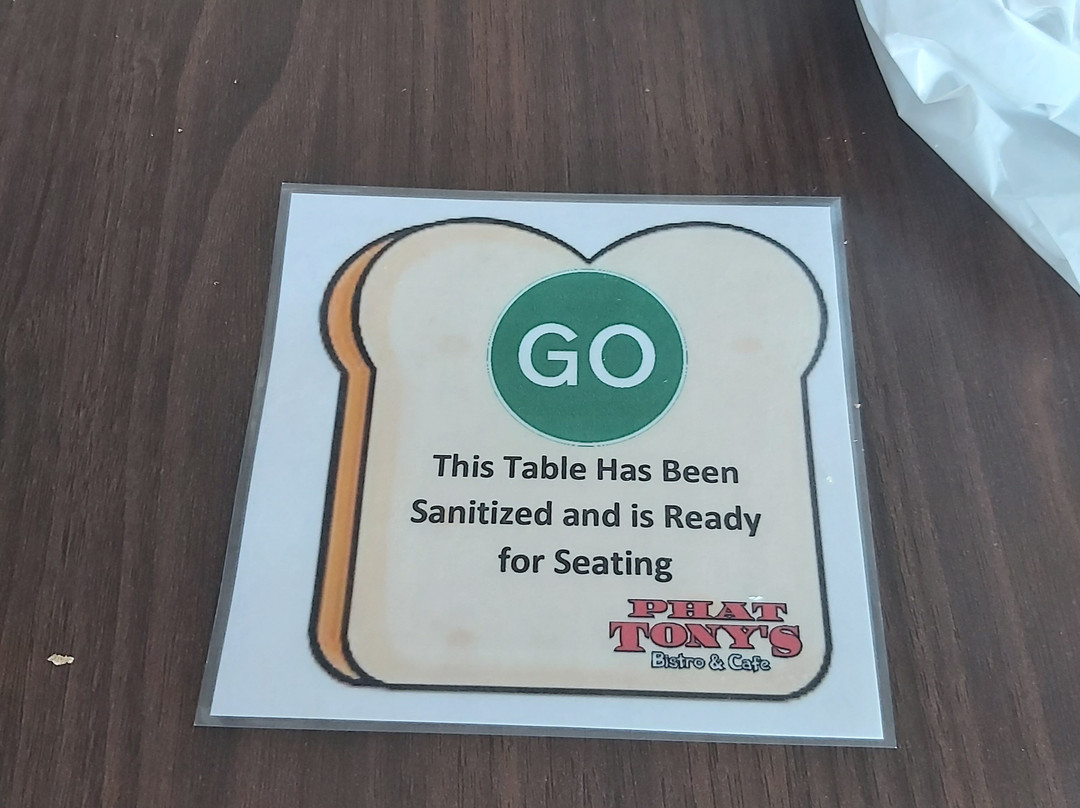 GO
This Table Has Been
Sanitized and is Ready
for Seating
PHAT
TONY'S
Bistro & Cafe